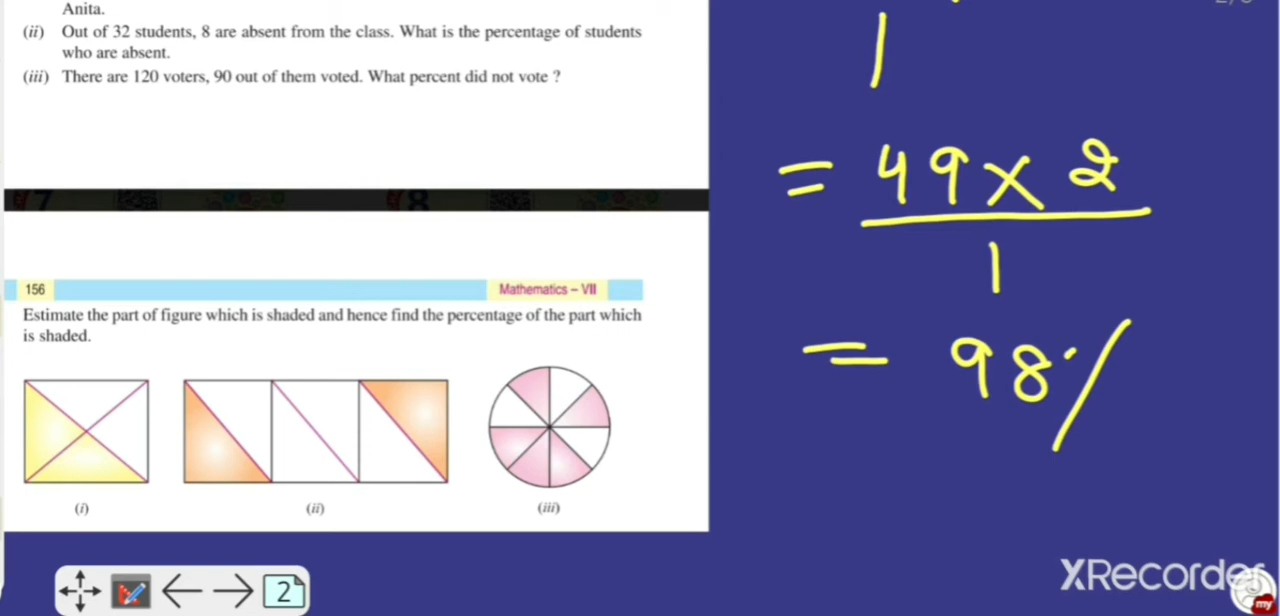 Anita.
(ii) Out of 32 students, 8 are absent from the class. What is the percentage of students
who are absent.
(iii) There are 120 voters, 90 out of them voted. What percent did not vote ?
7
8
156
Mathematics – VII
Estimate the part of figure which is shaded and hence find the percentage of the part which
is shaded.
(i)
(ii)
(iii)
1
= 49 × 2
1
= 98%
2
XRecorder
my